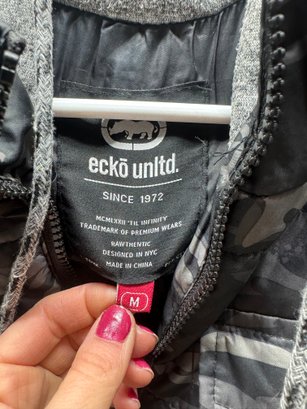 eckō unltd.
SINCE 1972
MCMLXXII 'TIL INFINITY
TRADEMARK OF PREMIUM WEARS
RAWTHENTIC
DESIGNED IN NYC
MADE IN CHINA
M